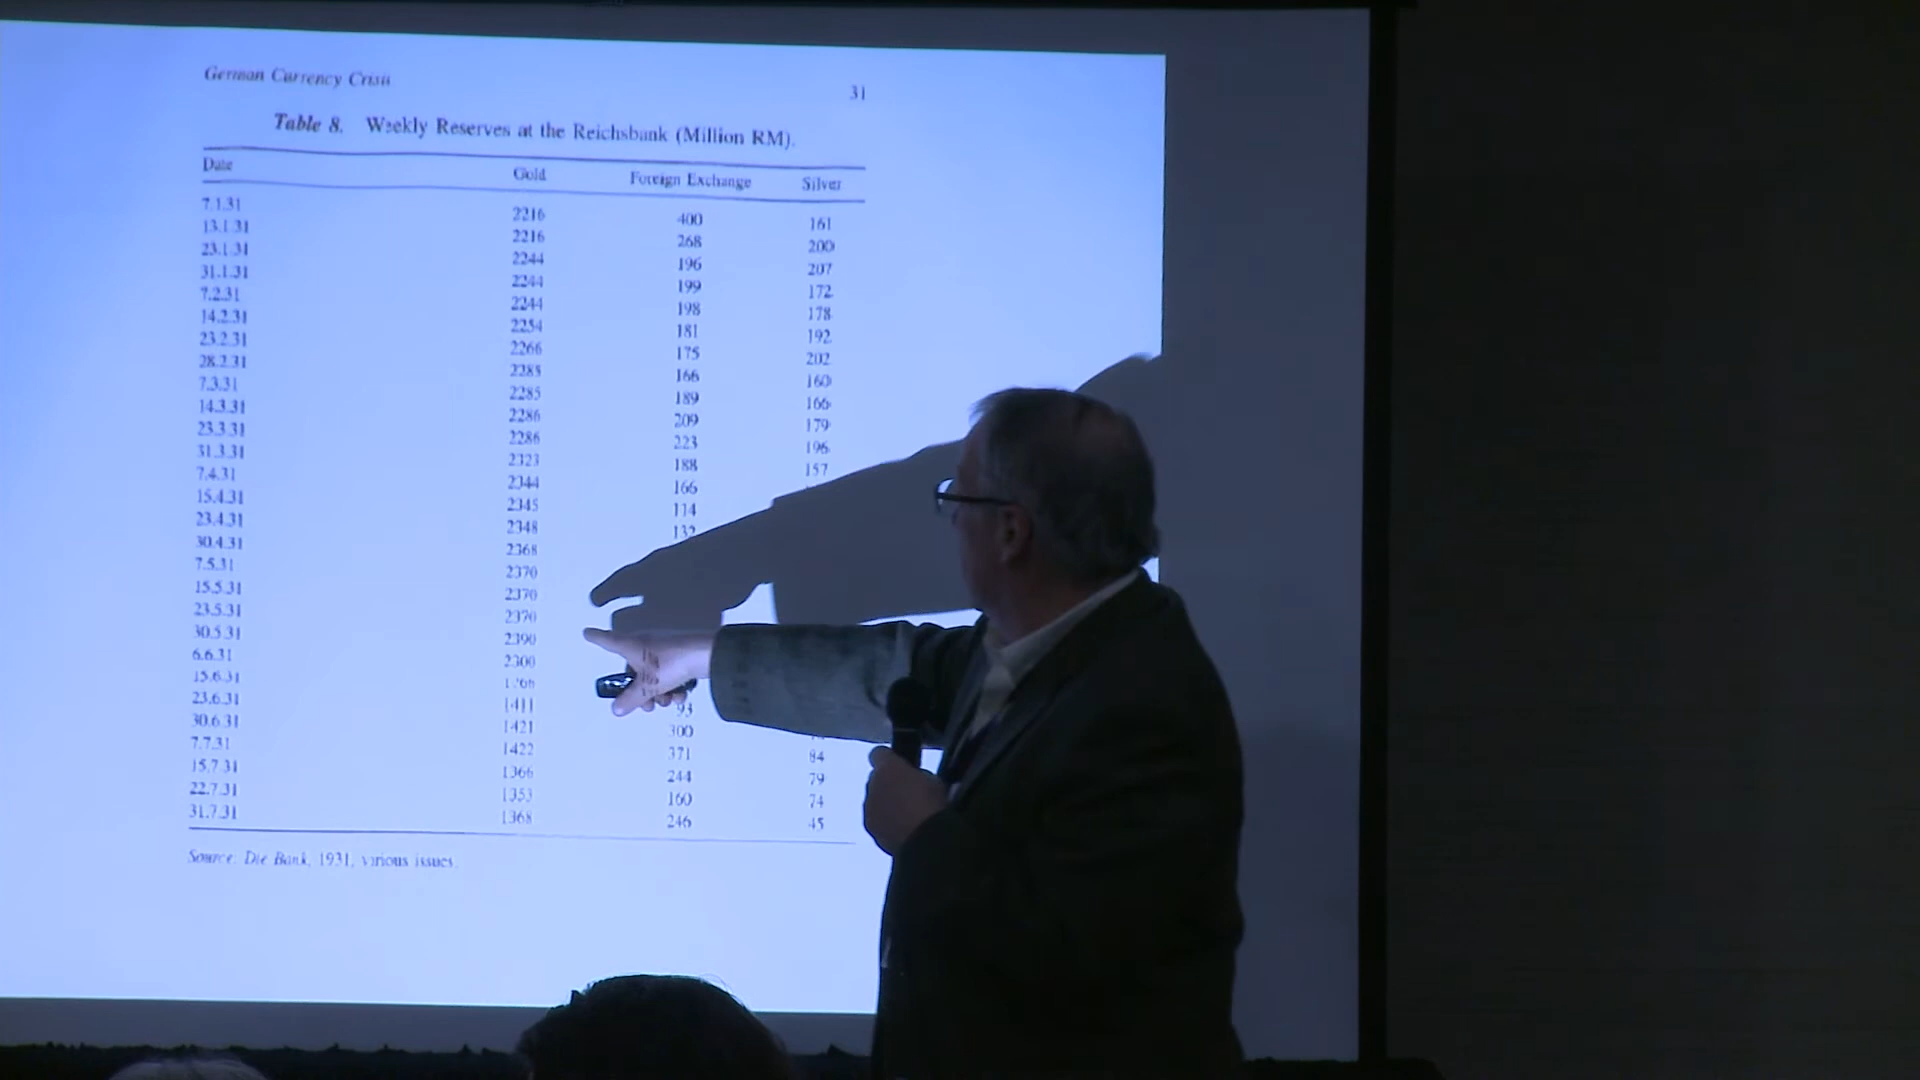 German Currency Crisis 31
Table 8. Weekly Reserves at the Reichsbank (Million RM).
Date Gold Foreign Exchange Silver
7.1.31 2216 400 161
13.1.31 2216 268 200
23.1.31 2244 196 207
31.1.31 2244 199 172
7.2.31 2244 198 178
14.2.31 2254 181 192
23.2.31 2266 175 202
28.2.31 2285 166 160
7.3.31 2285 189 166
14.3.31 2286 209 179
23.3.31 2286 223 196
31.3.31 2323 188 157
7.4.31 2344 166
15.4.31 2345
23.4.31 2348 132
30.4.31 2368
7.5.31 2370
15.5.31 2370
23.5.31 2370
30.5.31 2390
6.6.31 2300
15.6.31
23.6.31 1411 93
30.6.31 1421 300
7.7.31 1422 371 84
15.7.31 1366 244 79
22.7.31 1353 160 74
31.7.31 1368 246 45
Source: Die Bank, 1931, various issues.